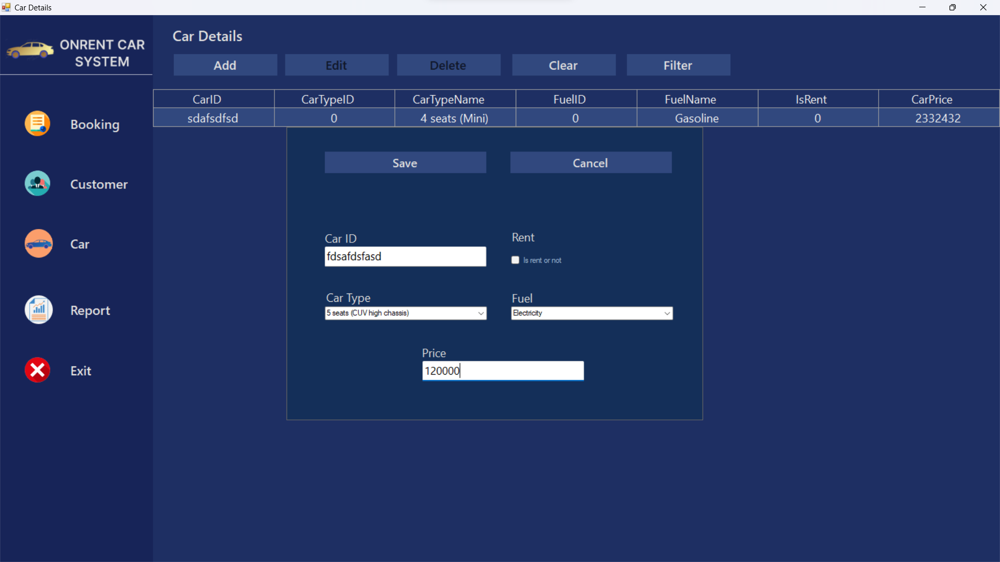 Car Details
ONRENT CAR
SYSTEM
Car Details
Add Edit Delete Clear Filter
CarID CarTypeID CarTypeName FuelID FuelName IsRent CarPrice
sdafsdfsd 0 4 seats (Mini) 0 Gasoline 0 2332432
Booking
Customer
Car
Report
Exit
Save Cancel
Car ID Rent
fdsafdsfasd Is rent or not
Car Type Fuel
5 seats (CUV high chassis) Electricity
Price
120000